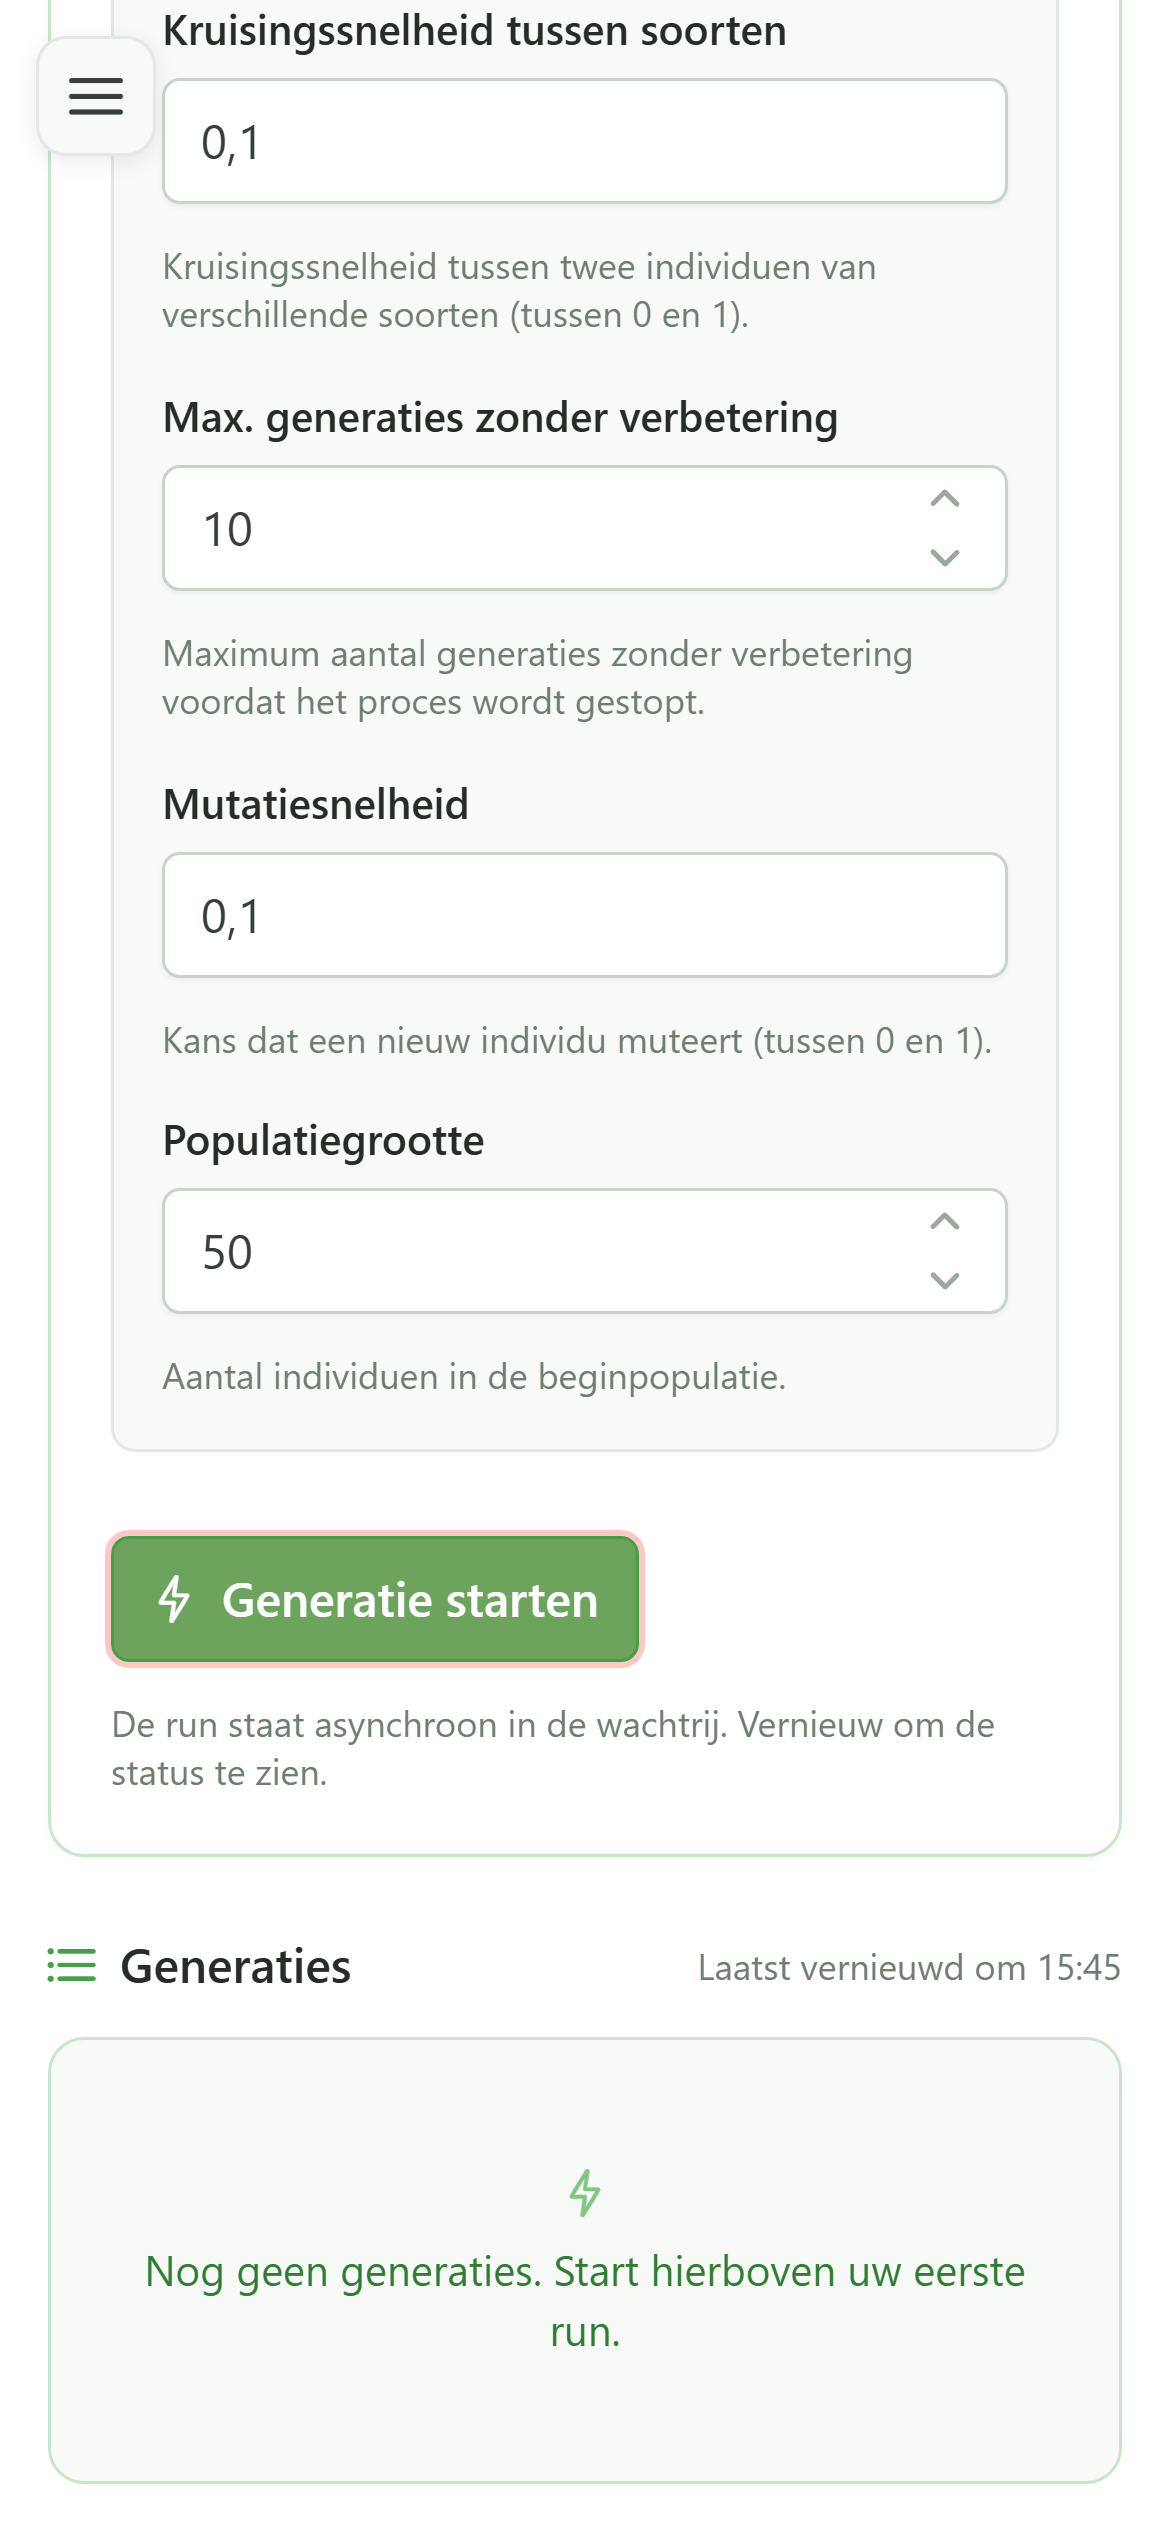 Kruisingssnelheid tussen soorten
0,1
Kruisingssnelheid tussen twee individuen van
verschillende soorten (tussen 0 en 1).
Max. generaties zonder verbetering
10
Maximum aantal generaties zonder verbetering
voordat het proces wordt gestopt.
Mutatiesnelheid
0,1
Kans dat een nieuw individu muteert (tussen 0 en 1).
Populatiegrootte
50
Aantal individuen in de beginpopulatie.
Generatie starten
De run staat asynchroon in de wachtrij. Vernieuw om de
status te zien.
Generaties
Laatst vernieuwd om 15:45
Nog geen generaties. Start hierboven uw eerste
run.